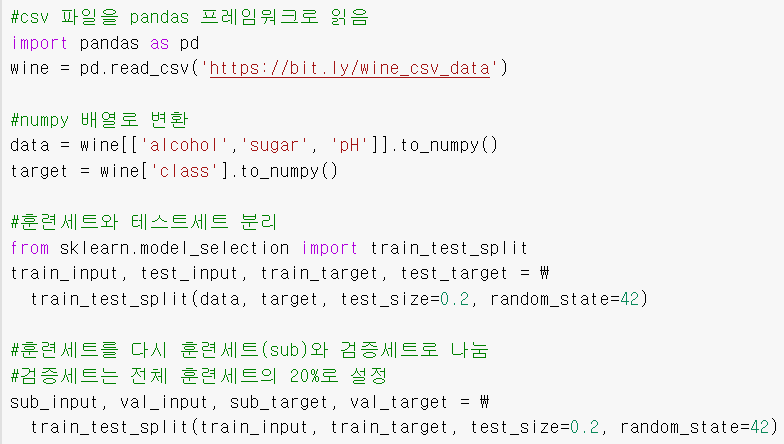 #csv 파일을 pandas 프레임워크로 읽음
import pandas as pd
wine = pd.read_csv('https://bit.ly/wine_csv_data')
#numpy 배열로 변환
data = wine[['alcohol','sugar', 'pH']].to_numpy()
target = wine['class'].to_numpy()
#훈련세트와 테스트세트 분리
from sklearn.model_selection import train_test_split
train_input, test_input, train_target, test_target = ₩
train_test_split(data, target, test_size=0.2, random_state=42)
#훈련세트를 다시 훈련세트(sub)와 검증세트로 나눔
#검증세트는 전체 훈련세트의 20%로 설정
sub_input, val_input, sub_target, val_target = ₩
train_test_split(train_input, train_target, test_size=0.2, random_state=42)